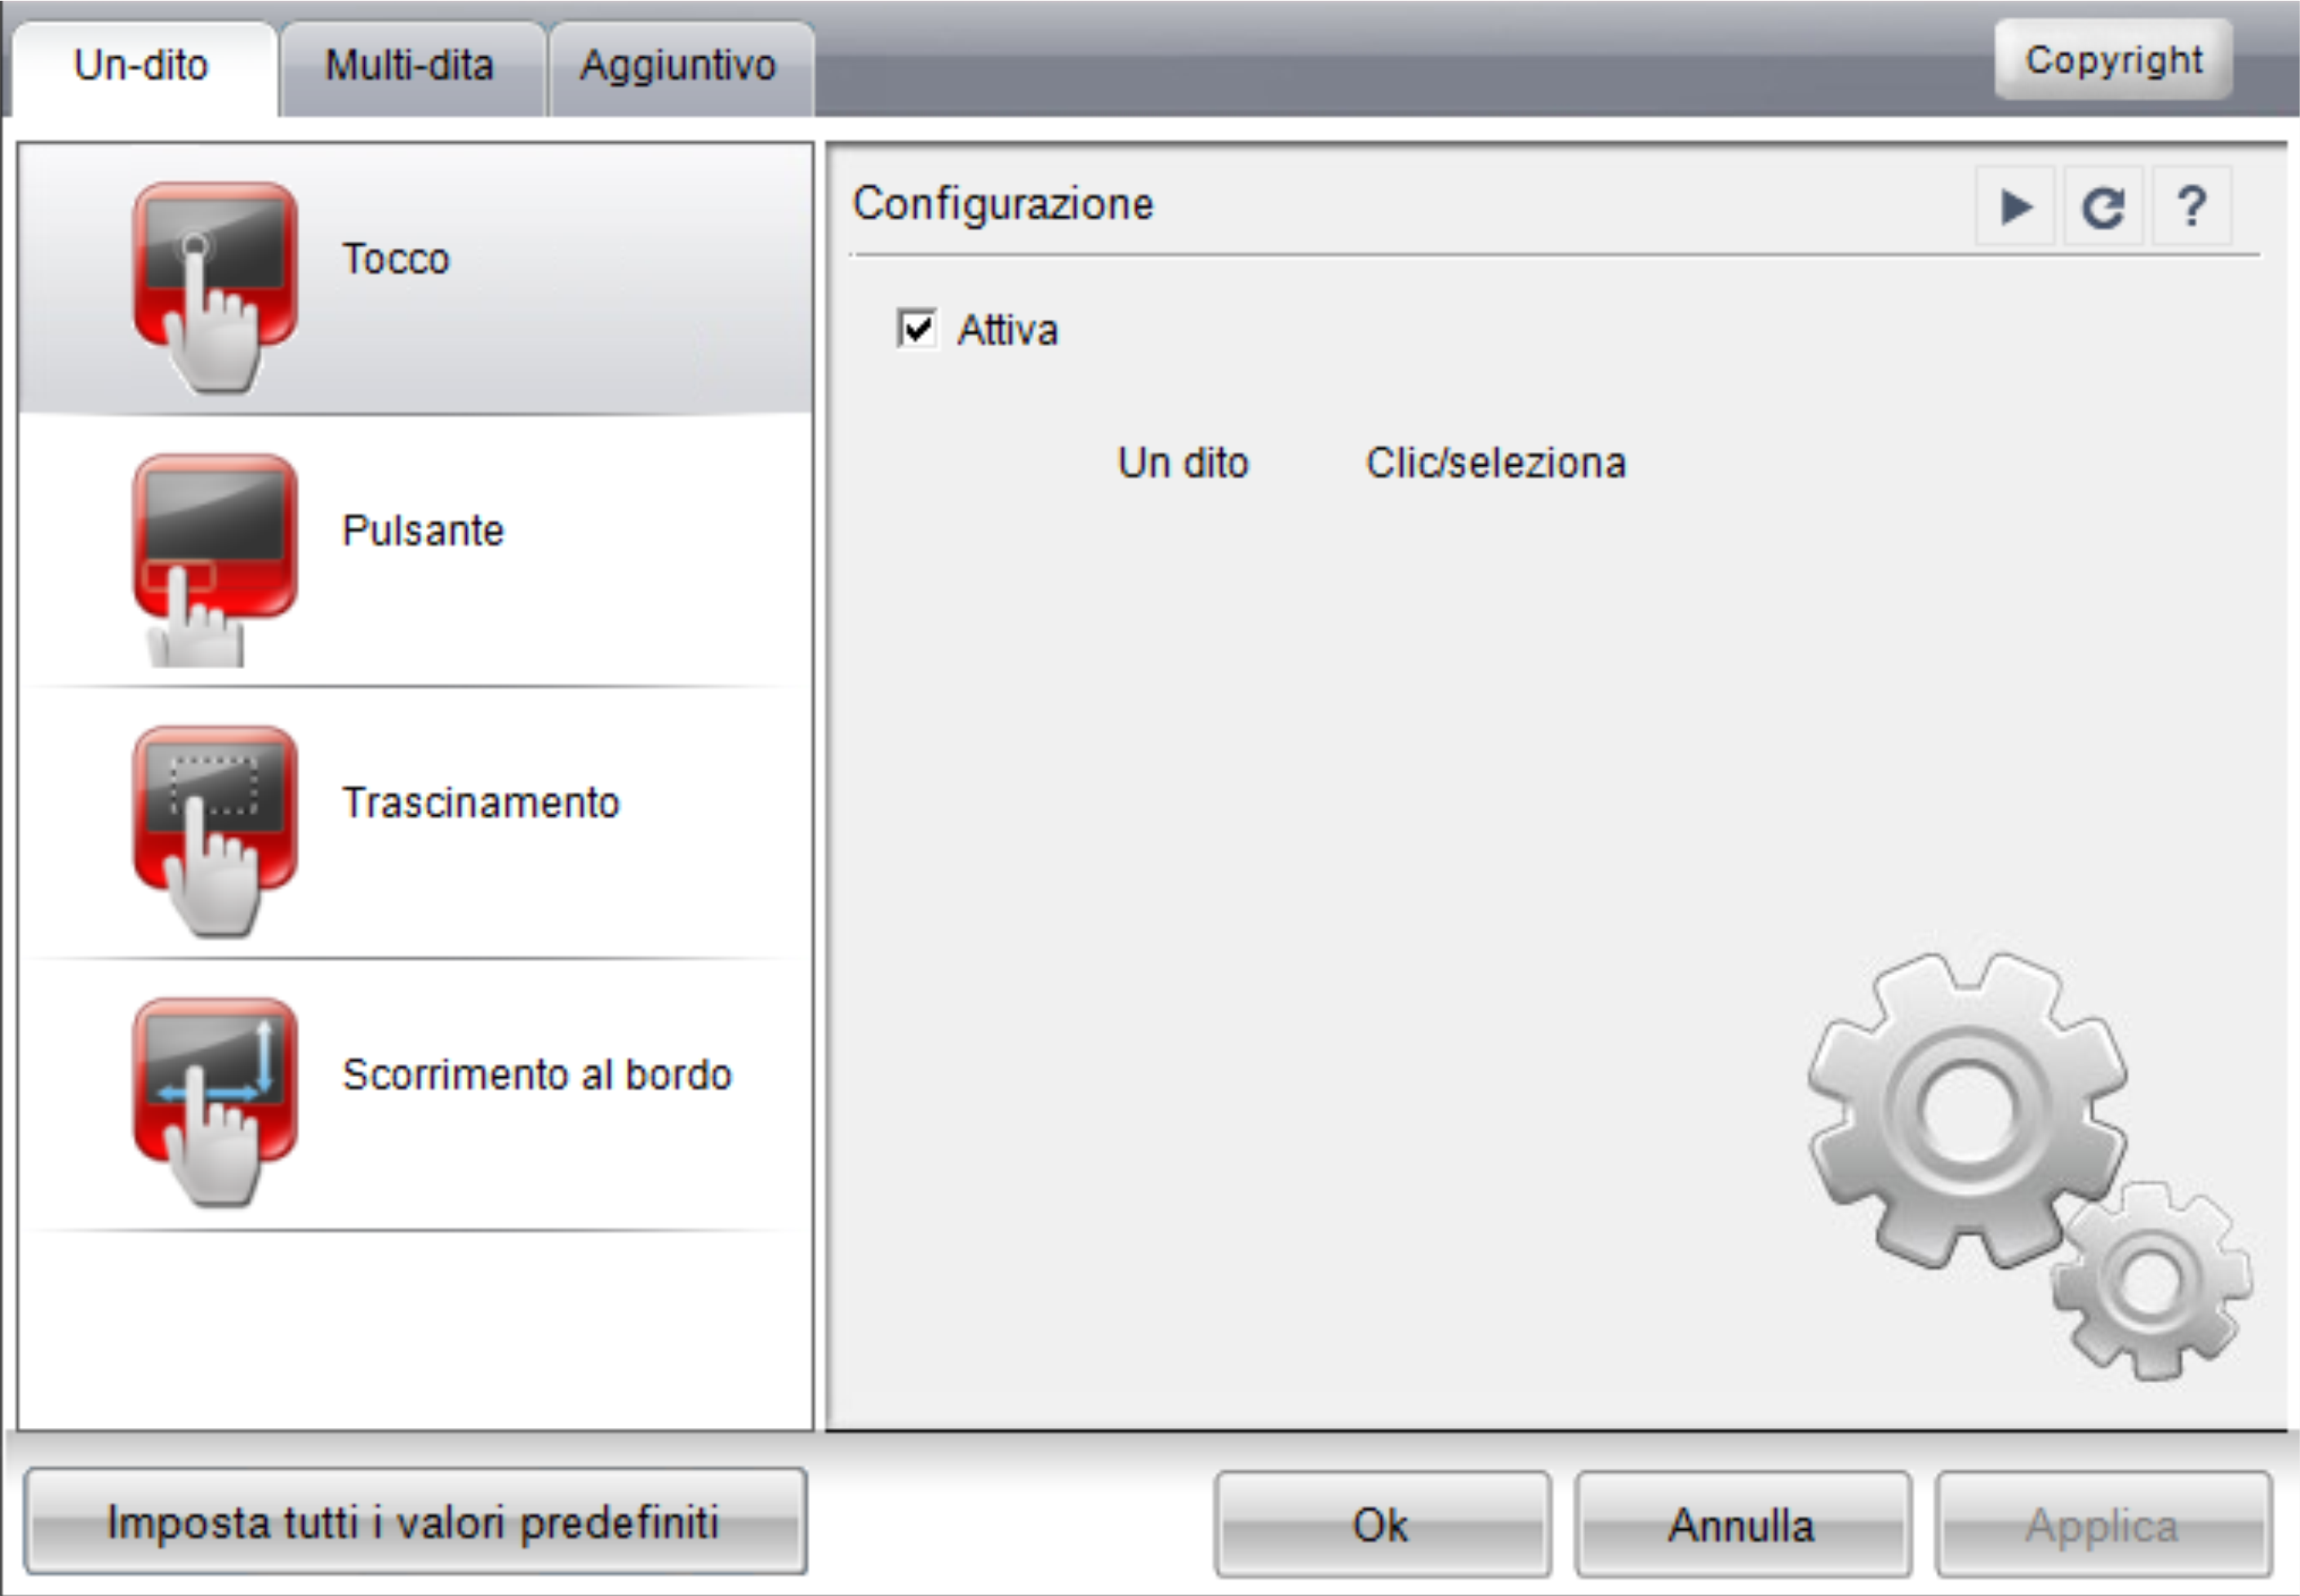 Un-dito
Multi-dita
Aggiuntivo
Copyright
Tocco
Pulsante
Trascinamento
Scorrimento al bordo
Configurazione
?
Attiva
Un dito
Clic/seleziona
Imposta tutti i valori predefiniti
Ok
Annulla
Applica